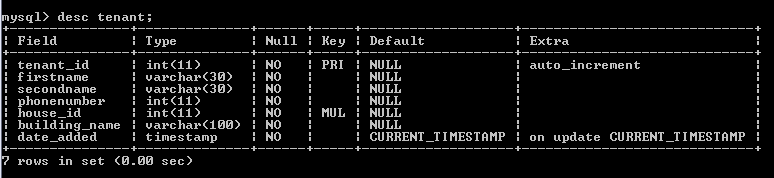 mysql> desc tenant;
+---------------+--------------+------+-----+-------------------+-----------------------------+
| Field         | Type         | Null | Key | Default           | Extra                       |
+---------------+--------------+------+-----+-------------------+-----------------------------+
| tenant_id     | int(11)      | NO   | PRI | NULL              | auto_increment              |
| firstname     | varchar(30)  | NO   |     | NULL              |                             |
| secondname    | varchar(30)  | NO   |     | NULL              |                             |
| phonenumber   | int(11)      | NO   |     | NULL              |                             |
| house_id      | int(11)      | NO   | MUL | NULL              |                             |
| building_name | varchar(100) | NO   |     | NULL              |                             |
| date_added    | timestamp    | NO   |     | CURRENT_TIMESTAMP | on update CURRENT_TIMESTAMP |
+---------------+--------------+------+-----+-------------------+-----------------------------+
7 rows in set (0.00 sec)